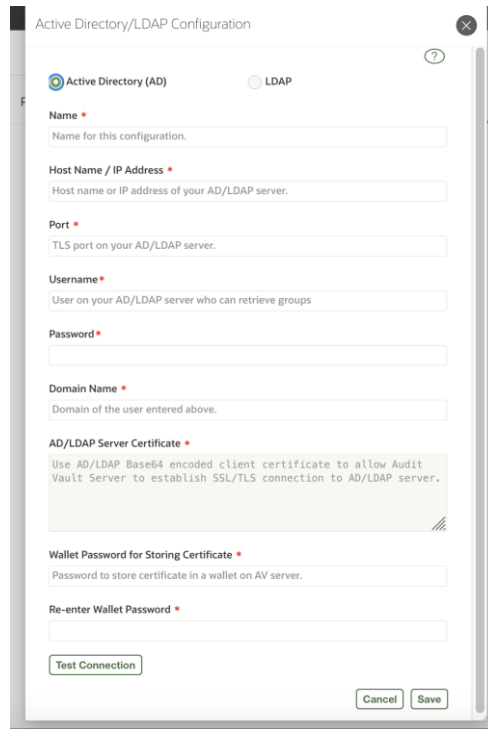 Active Directory/LDAP Configuration
?
Active Directory (AD) LDAP
Name *
Name for this configuration.
Host Name / IP Address *
Host name or IP address of your AD/LDAP server.
Port *
TLS port on your AD/LDAP server.
Username*
User on your AD/LDAP server who can retrieve groups
Password*
Domain Name *
Domain of the user entered above.
AD/LDAP Server Certificate *
Use AD/LDAP Base64 encoded client certificate to allow Audit
Vault Server to establish SSL/TLS connection to AD/LDAP server.
Wallet Password for Storing Certificate *
Password to store certificate in a wallet on AV server.
Re-enter Wallet Password *
Test Connection
Cancel Save